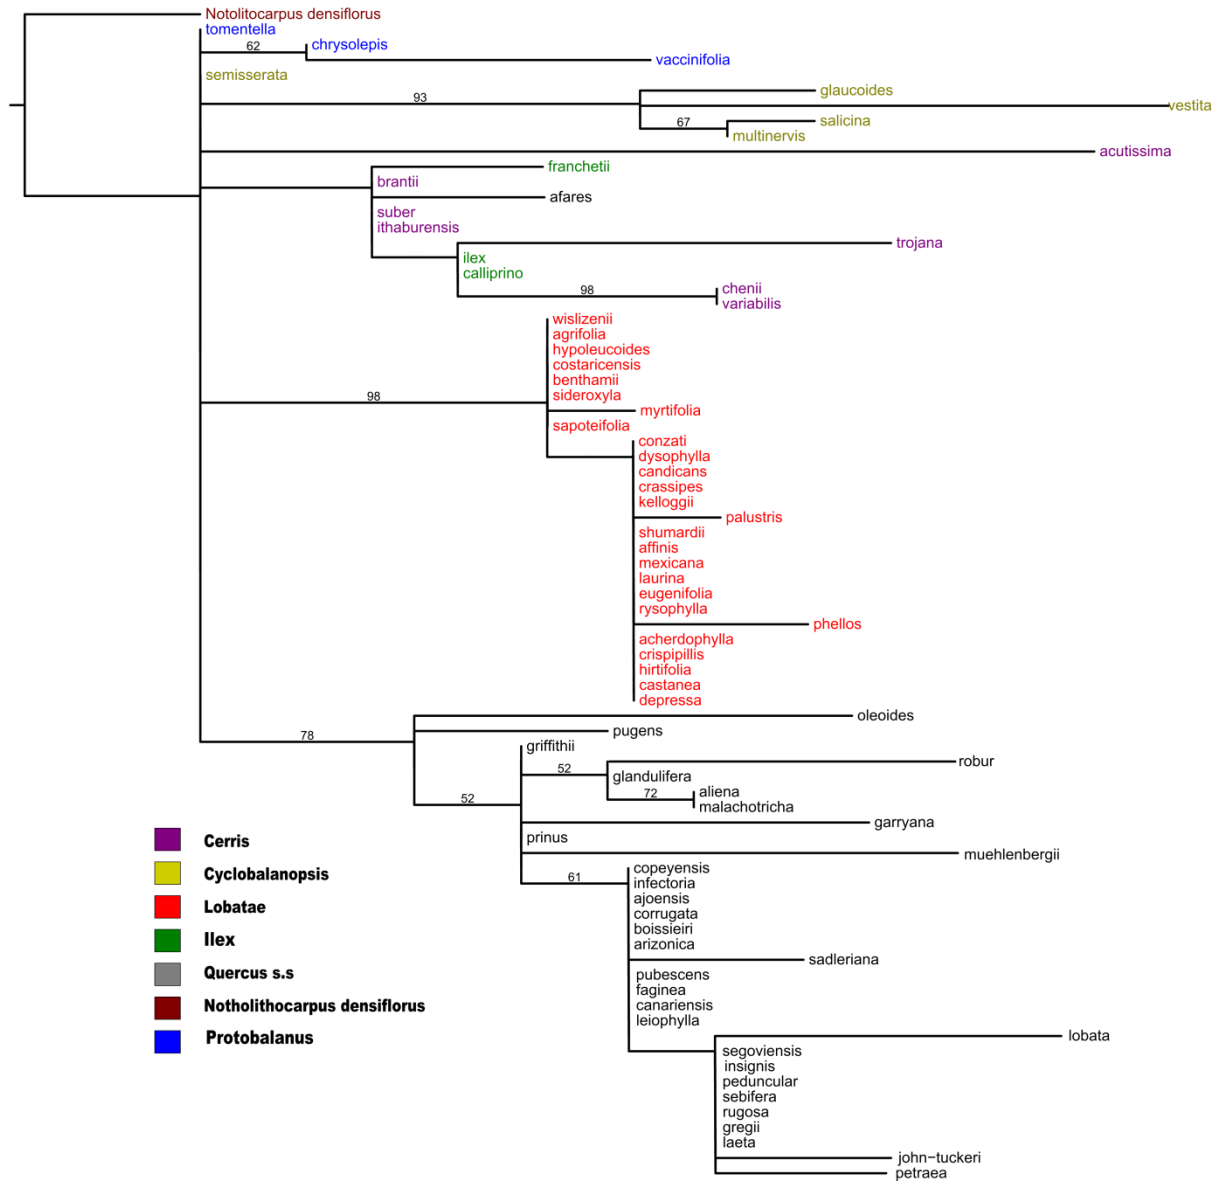 Notolitocarpus densiflorus
tomentella
62
chrysolepis
vaccinifolia
semisserata
glaucoides
93
vestita
67
salicina
multinervis
acutissima
franchetii
brantii
afares
suber
ithaburensis
trojana
ilex
calliprino
98
chenii
variabilis
wislizenii
agrifolia
hypoleucoides
costaricensis
benthamii
sideroxyla
98
myrtifolia
sapoteifolia
conzati
dysophylla
candicans
crassipes
kelloggii
palustris
shumardii
affinis
mexicana
laurina
eugenifolia
rysophylla
phellos
acherdophylla
crispipillis
hirtifolia
castanea
depressa
oleoides
pugens
78
griffithii
robur
52
glandulifera
72
aliena
malachotricha
52
garryana
prinus
muehlenbergii
61
copeyensis
infectoria
ajoensis
corrugata
boissieiri
arizonica
sadleriana
pubescens
faginea
canariensis
leiophylla
lobata
segoviensis
insignis
peduncular
sebifera
rugosa
gregii
laeta
john−tuckeri
petraea
Cerris
Cyclobalanopsis
Lobatae
Ilex
Quercus s.s
Notholithocarpus densiflorus
Protobalanus